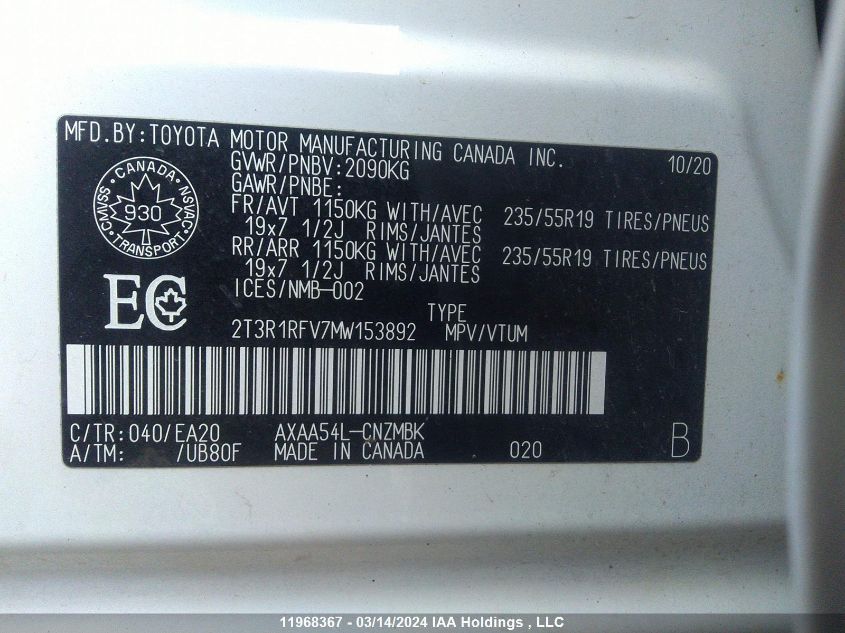 MFD.BY:TOYOTA MOTOR MANUFACTURING CANADA INC. 10/20
GVWR/PNBV:2090KG
GAWR/PNBE:
FR/AVT 1150KG WITH/AVEC 235/55R19 TIRES/PNEUS
19x7 1/2J RIMS/JANTES
RR/ARR 1150KG WITH/AVEC 235/55R19 TIRES/PNEUS
19x7 1/2J RIMS/JANTES
ICES/NMB-002
CANADA
CMVSS 930 NSVAC
TRANSPORT
EC
TYPE
2T3R1RFV7MW153892 MPV/VTUM
C/TR:040/EA20 AXAA54L-CNZMBK
A/TM: /UB80F MADE IN CANADA 020 B
11968367 - 03/14/2024 IAA Holdings , LLC